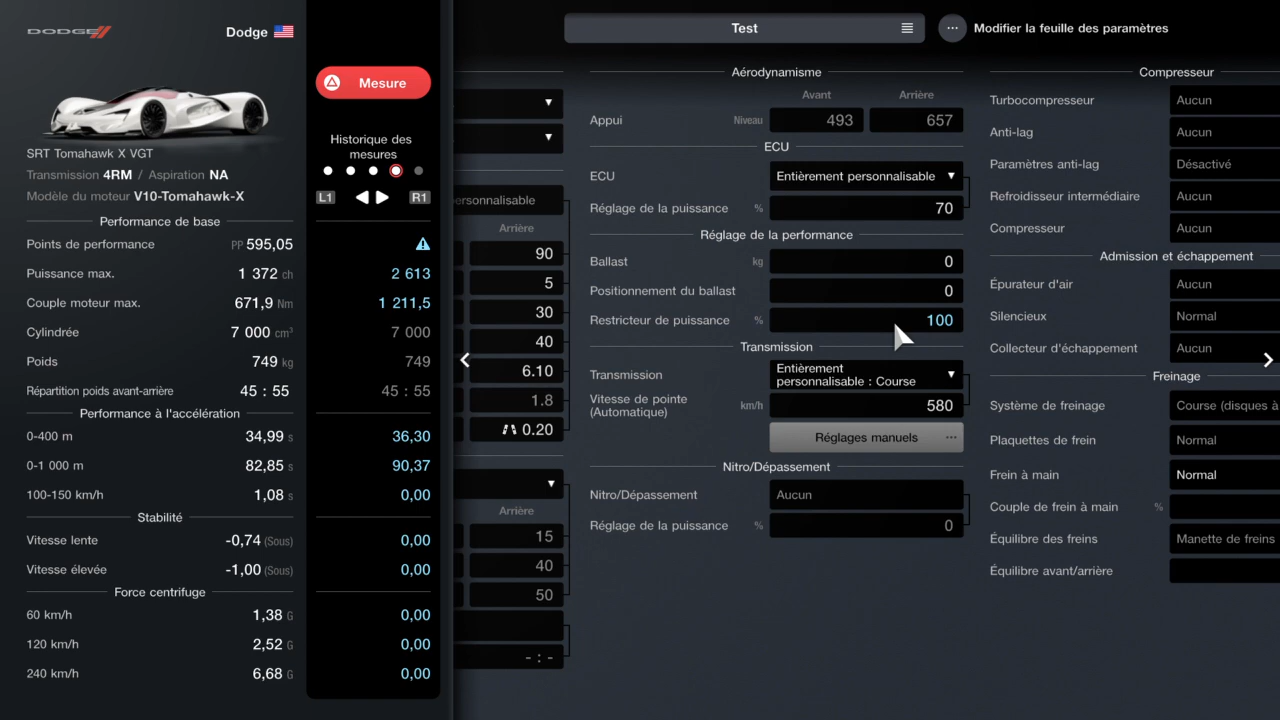 DODGE
Dodge
SRT Tomahawk X VGT
Transmission 4RM / Aspiration NA
Modèle du moteur V10-Tomahawk-X
Performance de base
Points de performance PP 595,05
Puissance max. 1 372 ch 2 613
Couple moteur max. 671,9 Nm 1 211,5
Cylindrée 7 000 cm³ 7 000
Poids 749 kg 749
Répartition poids avant-arrière 45 : 55 45 : 55
Performance à l'accélération
0-400 m 34,99 s 36,30
0-1 000 m 82,85 s 90,37
100-150 km/h 1,08 s 0,00
Stabilité
Vitesse lente -0,74 (Sous) 0,00
Vitesse élevée -1,00 (Sous) 0,00
Force centrifuge
60 km/h 1,38 G 0,00
120 km/h 2,52 G 0,00
240 km/h 6,68 G 0,00
Mesure
Historique des
mesures
L1 R1
ersonnalisable
Arrière
90
5
30
40
6.10
1.8
0.20
Arrière
15
40
50
- : -
Test
Modifier la feuille des paramètres
Aérodynamisme
Avant Arrière
Appui Niveau 493 657
ECU
ECU Entièrement personnalisable
Réglage de la puissance % 70
Réglage de la performance
Ballast kg 0
Positionnement du ballast 0
Restricteur de puissance % 100
Transmission
Transmission Entièrement
personnalisable : Course
Vitesse de pointe
(Automatique) km/h 580
Réglages manuels
Nitro/Dépassement
Nitro/Dépassement Aucun
Réglage de la puissance % 0
Compresseur
Turbocompresseur Aucun
Anti-lag Aucun
Paramètres anti-lag Désactivé
Refroidisseur intermédiaire Aucun
Compresseur Aucun
Admission et échappement
Épurateur d'air Aucun
Silencieux Normal
Collecteur d'échappement Aucun
Freinage
Système de freinage Course (disques à
Plaquettes de frein Normal
Frein à main Normal
Couple de frein à main %
Équilibre des freins Manette de freins
Équilibre avant/arrière